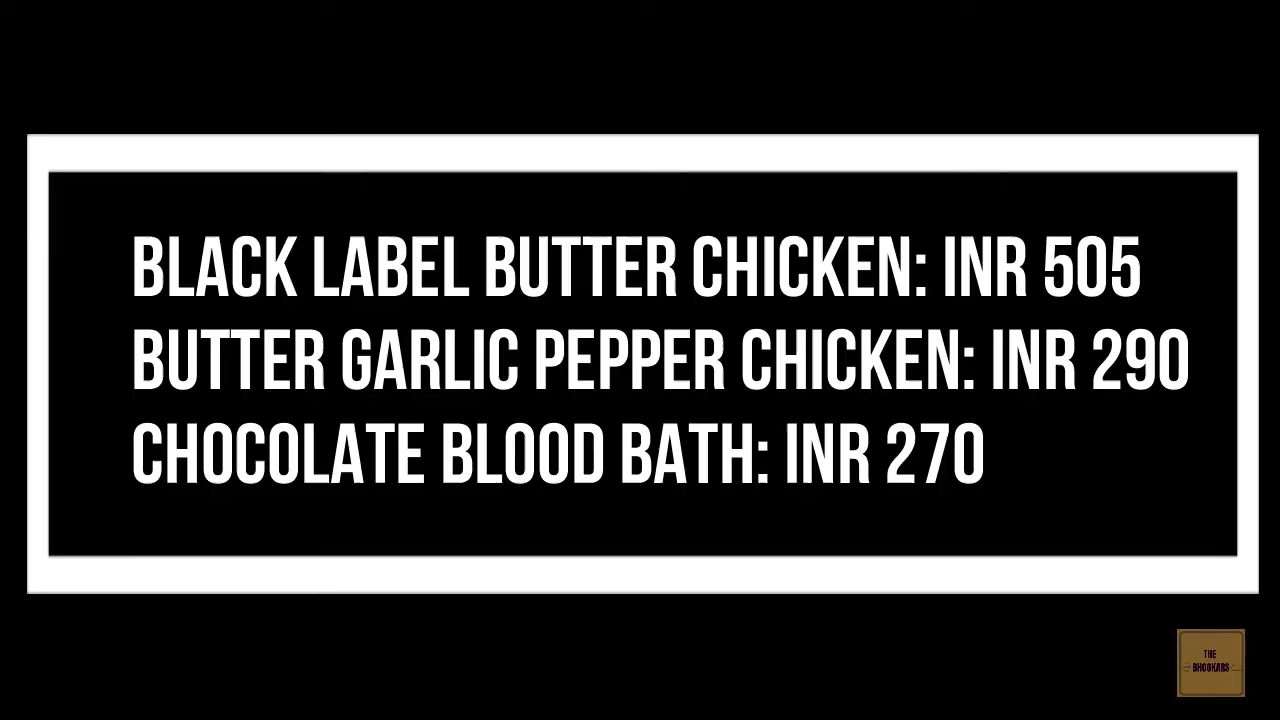 BLACK LABEL BUTTER CHICKEN: INR 505
BUTTER GARLIC PEPPER CHICKEN: INR 290
CHOCOLATE BLOOD BATH: INR 270
THE
BHOOKARS